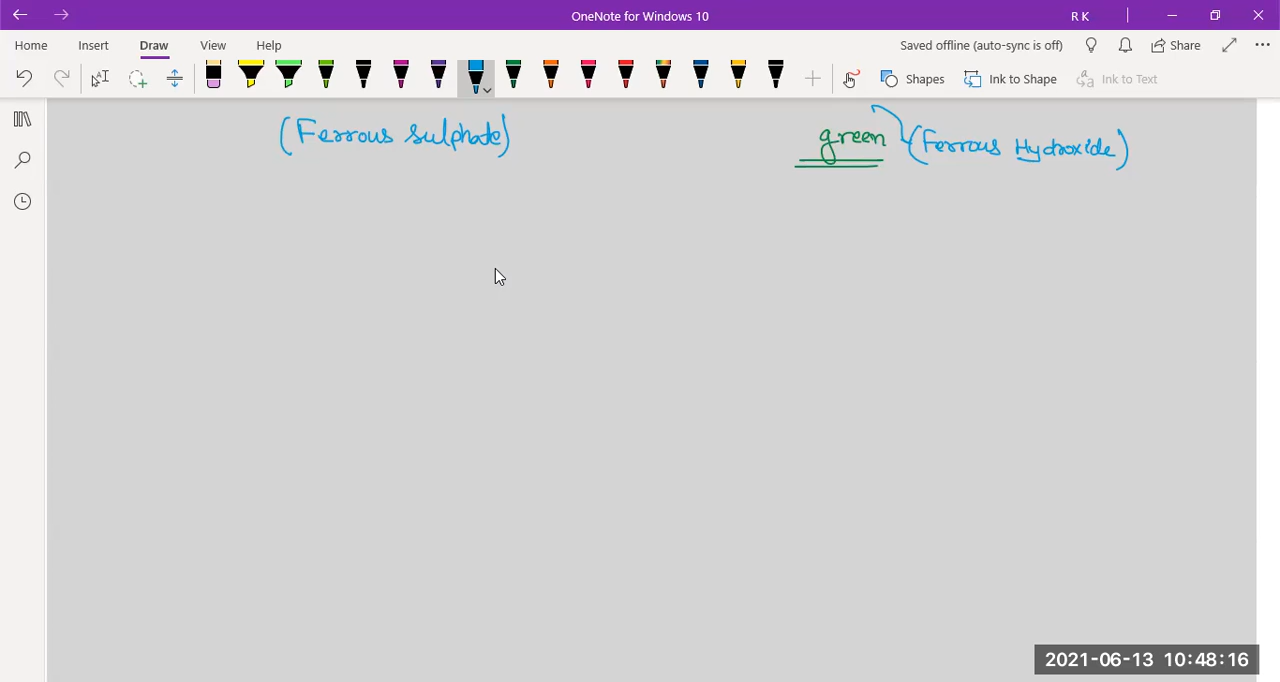 OneNote for Windows 10
R K
Home Insert Draw View Help
Saved offline (auto-sync is off) Share
Shapes Ink to Shape Ink to Text
(Ferrous sulphate)
green (Ferrous Hydroxide)
2021-06-13 10:48:16